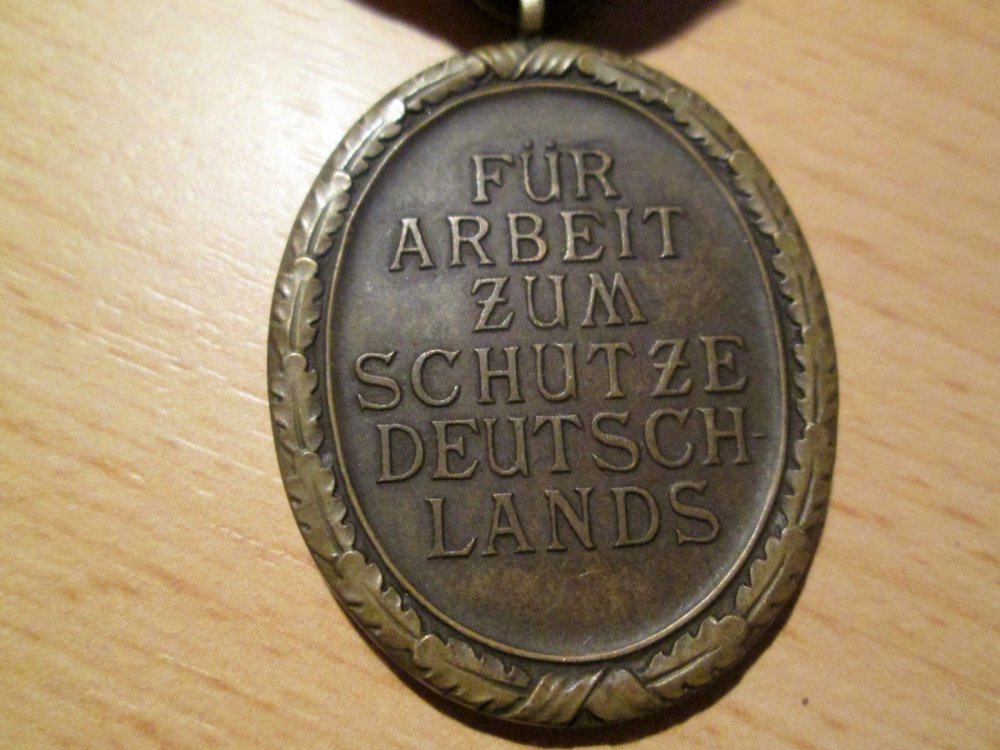 FÜR
ARBEIT
ZUM
SCHUTZE
DEUTSCH-
LANDS